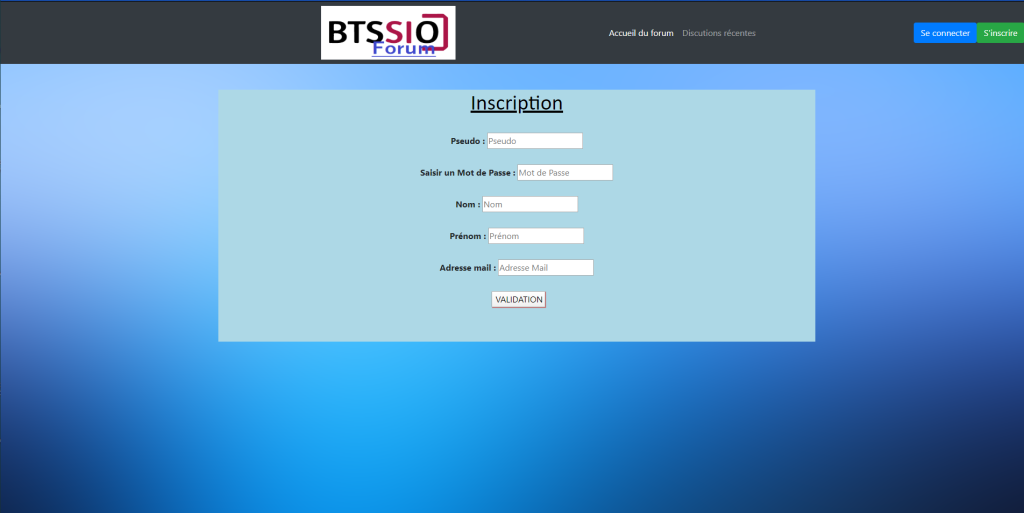 BTSSIO
Forum
Accueil du forum Discutions récentes
Se connecter S'inscrire
Inscription
Pseudo : Pseudo
Saisir un Mot de Passe : Mot de Passe
Nom : Nom
Prénom : Prénom
Adresse mail : Adresse Mail
VALIDATION